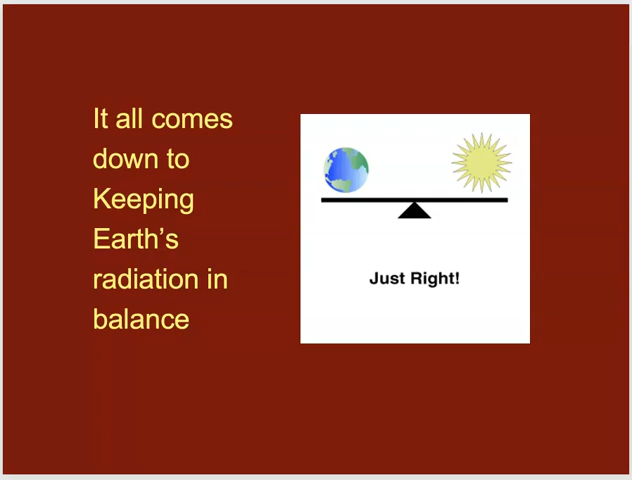 It all comes
down to
Keeping
Earth’s
radiation in
balance
Just Right!